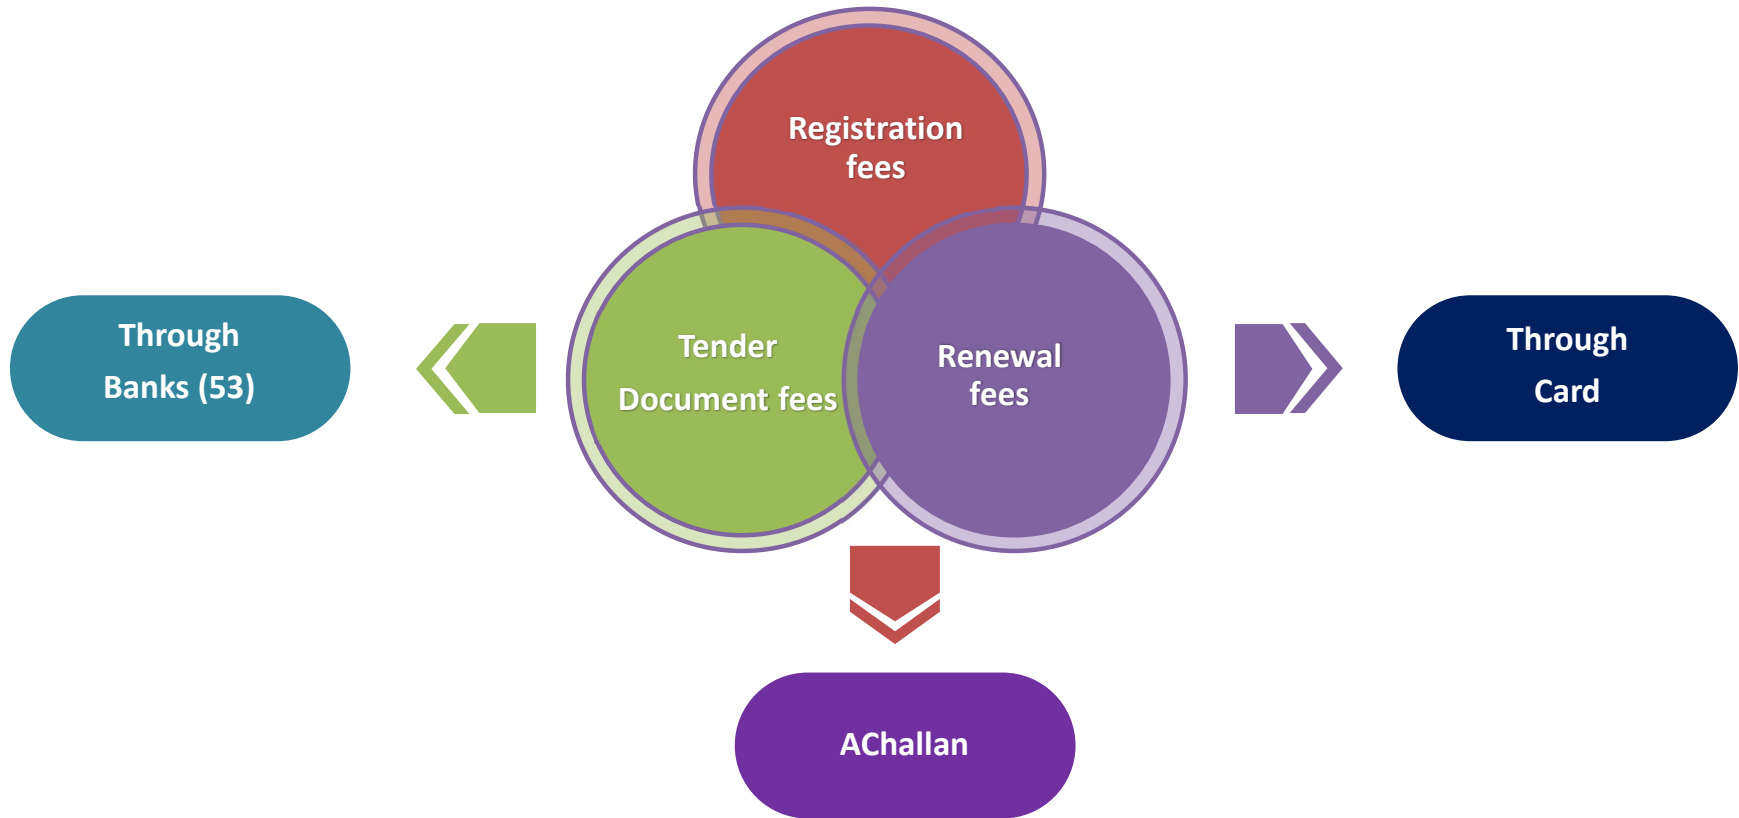 Registration
fees
Tender
Document fees
Renewal
fees
Through
Banks (53)
Through
Card
AChallan